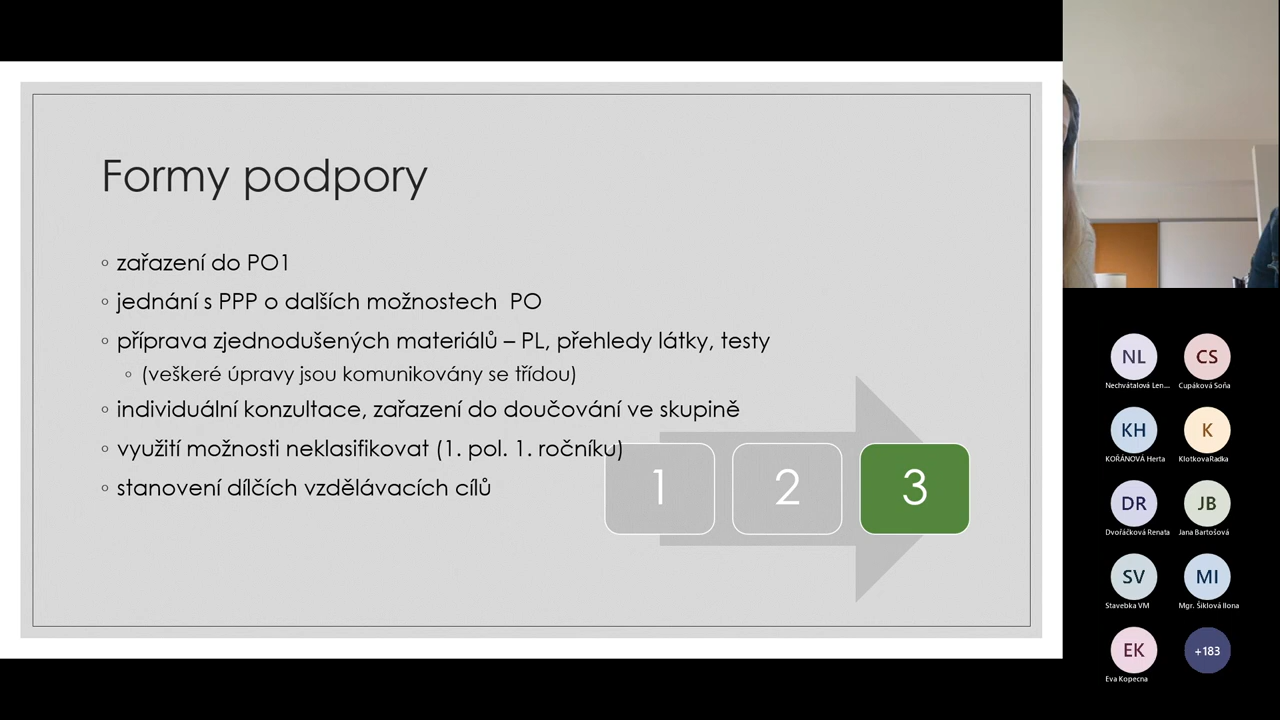 Formy podpory
◦ zařazení do PO1
◦ jednání s PPP o dalších možnostech PO
◦ příprava zjednodušených materiálů – PL, přehledy látky, testy
◦ (veškeré úpravy jsou komunikovány se třídou)
◦ individuální konzultace, zařazení do doučování ve skupině
◦ využití možnosti neklasifikovat (1. pol. 1. ročníku)
◦ stanovení dílčích vzdělávacích cílů
1 2 3
NL CS
Nechvátalová Len... Cupáková Soňa
KH K
KOŘÁNOVÁ Herta KlotkovaRadka
DR JB
Dvořáčková Renata Jana Bartošová
SV MI
Stavebka VM Mgr. Šiklová Ilona
EK +183
Eva Kopecna